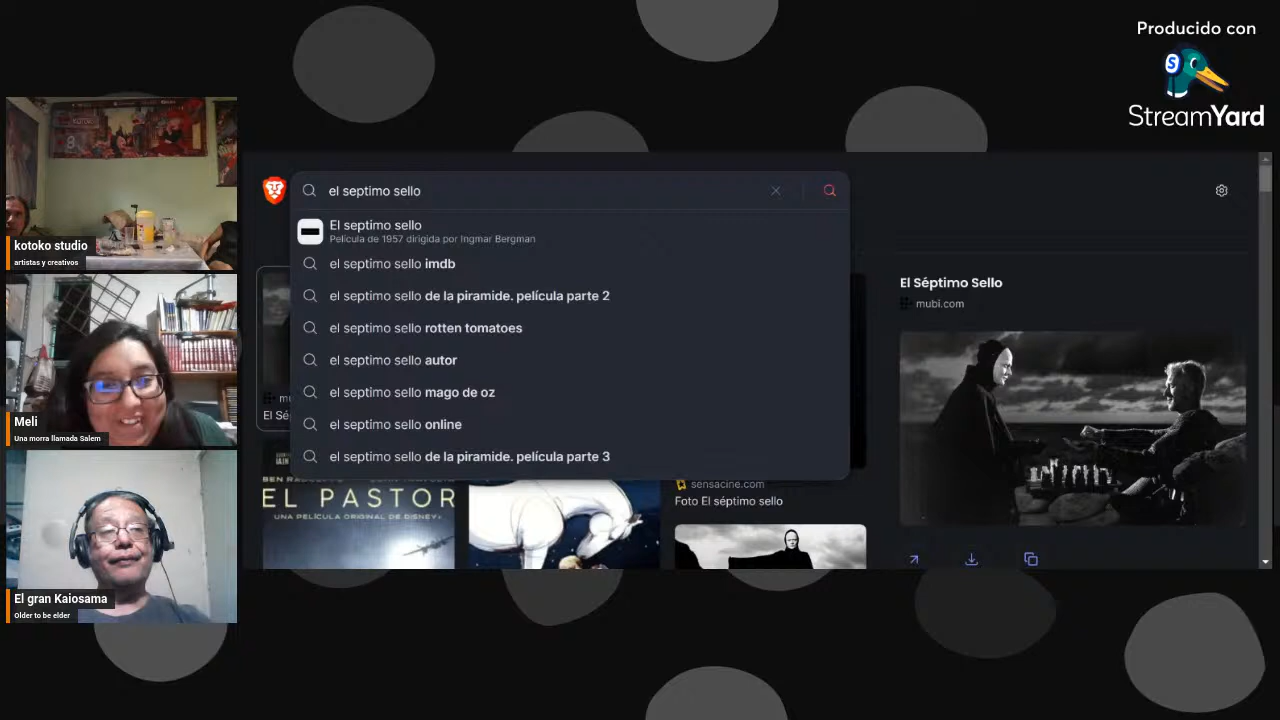 Producido con
StreamYard
kotoko studio
artistas y creativos
Meli
Una morra llamada Salem
El gran Kaiosama
Older to be elder
el septimo sello
El septimo sello
Película de 1957 dirigida por Ingmar Bergman
el septimo sello imdb
el septimo sello de la piramide. película parte 2
el septimo sello rotten tomatoes
el septimo sello autor
el septimo sello mago de oz
el septimo sello online
el septimo sello de la piramide. película parte 3
El Sé
EL PASTOR
UNA PELÍCULA ORIGINAL DE DISNEY+
sensacine.com
Foto El séptimo sello
El Séptimo Sello
mubi.com